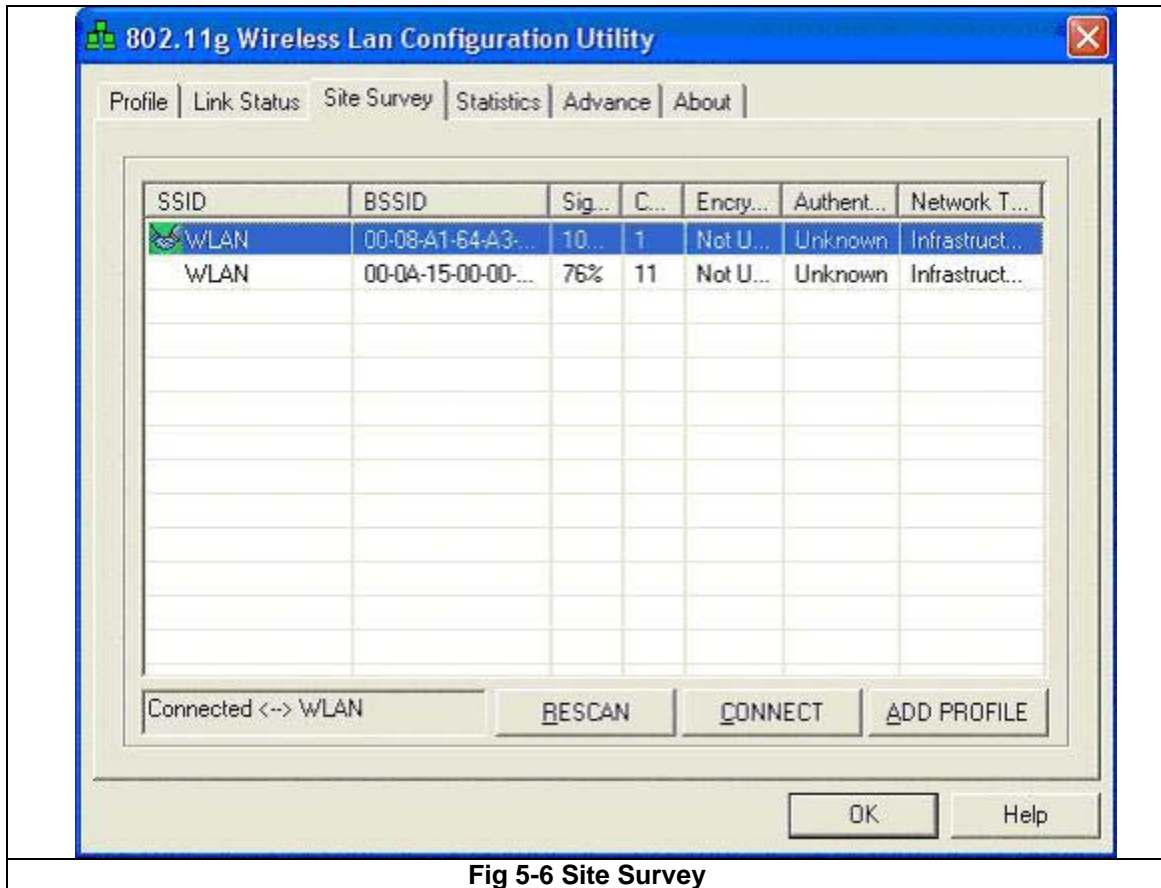 802.11g Wireless Lan Configuration Utility
Profile Link Status Site Survey Statistics Advance About
SSID BSSID Sig... C... Encry... Authent... Network T...
WLAN 00-08-A1-64-A3-... 10... 1 Not U... Unknown Infrastruct...
WLAN 00-0A-15-00-00-... 76% 11 Not U... Unknown Infrastruct...
Connected <--> WLAN RESCAN CONNECT ADD PROFILE
OK Help
Fig 5-6 Site Survey